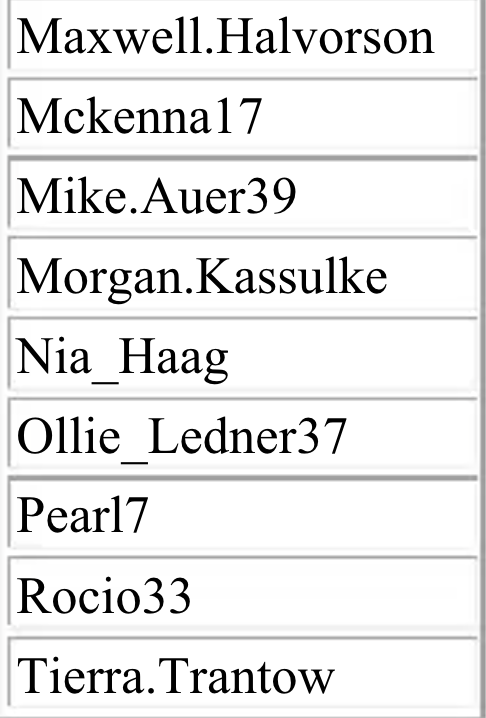 Maxwell.Halvorson
Mckenna17
Mike.Auer39
Morgan.Kassulke
Nia_Haag
Ollie_Ledner37
Pearl7
Rocio33
Tierra.Trantow